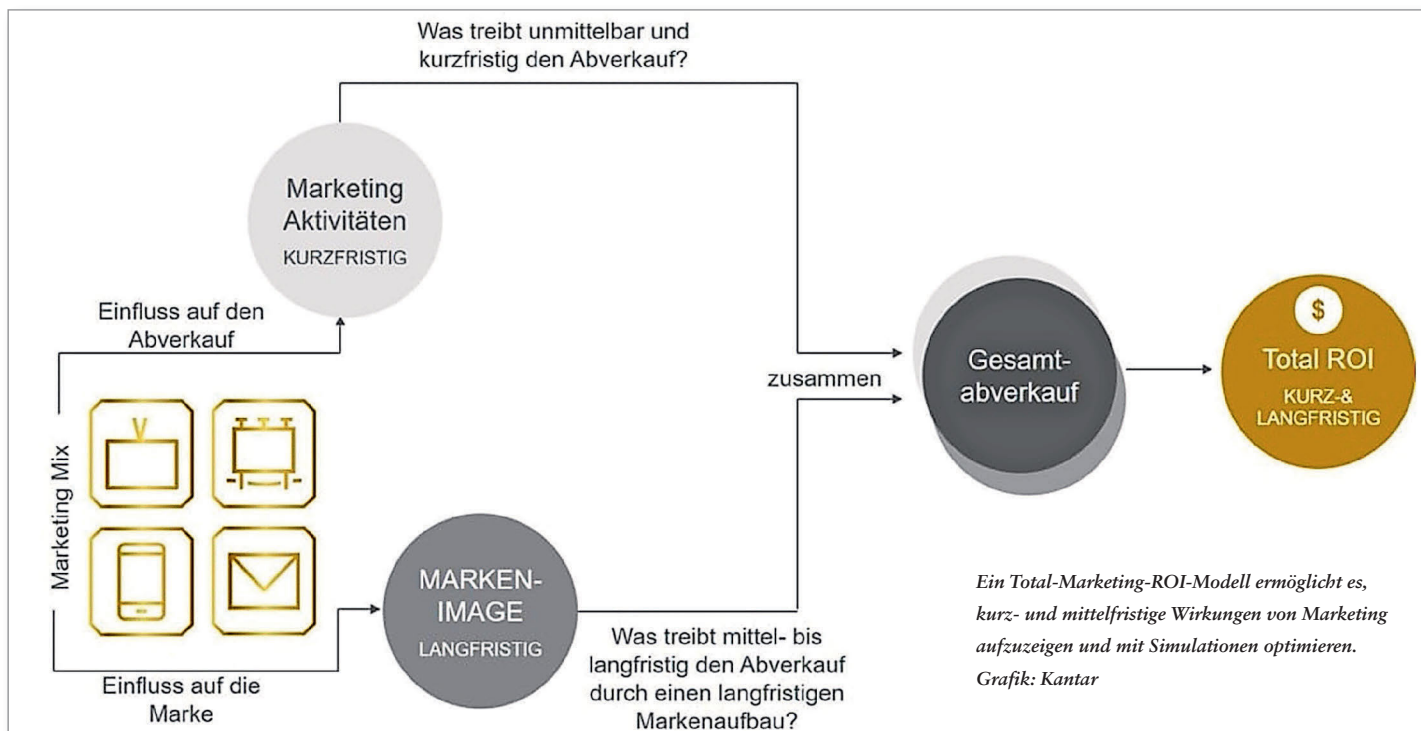 Was treibt unmittelbar und
kurzfristig den Abverkauf?
Marketing
Aktivitäten
KURZFRISTIG
Einfluss auf den
Abverkauf
Marketing Mix
MARKEN-
IMAGE
LANGFRISTIG
Einfluss auf die
Marke
Was treibt mittel- bis
langfristig den Abverkauf
durch einen langfristigen
Markenaufbau?
zusammen
Gesamt-
abverkauf
$
Total ROI
KURZ-&
LANGFRISTIG
Ein Total-Marketing-ROI-Modell ermöglicht es,
kurz- und mittelfristige Wirkungen von Marketing
aufzuzeigen und mit Simulationen optimieren.
Grafik: Kantar